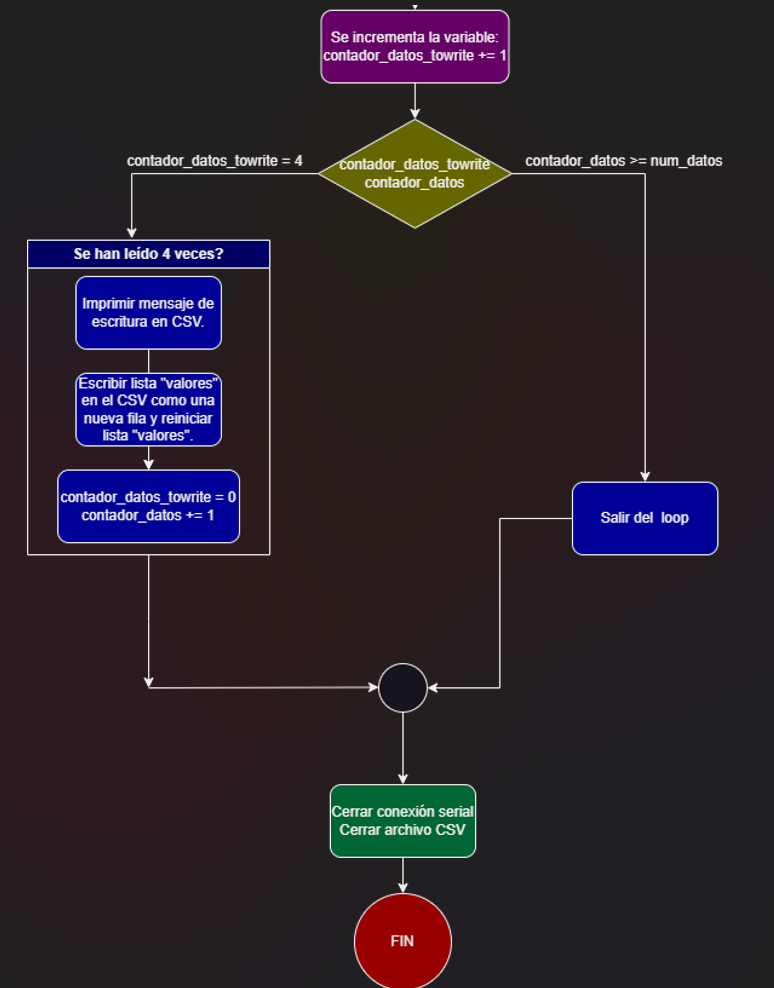 Se incrementa la variable:
contador_datos_towrite += 1
contador_datos_towrite = 4
contador_datos_towrite
contador_datos
contador_datos >= num_datos
Se han leído 4 veces?
Imprimir mensaje de
escritura en CSV.
Escribir lista "valores"
en el CSV como una
nueva fila y reiniciar
lista "valores".
contador_datos_towrite = 0
contador_datos += 1
Salir del loop
Cerrar conexión serial
Cerrar archivo CSV
FIN